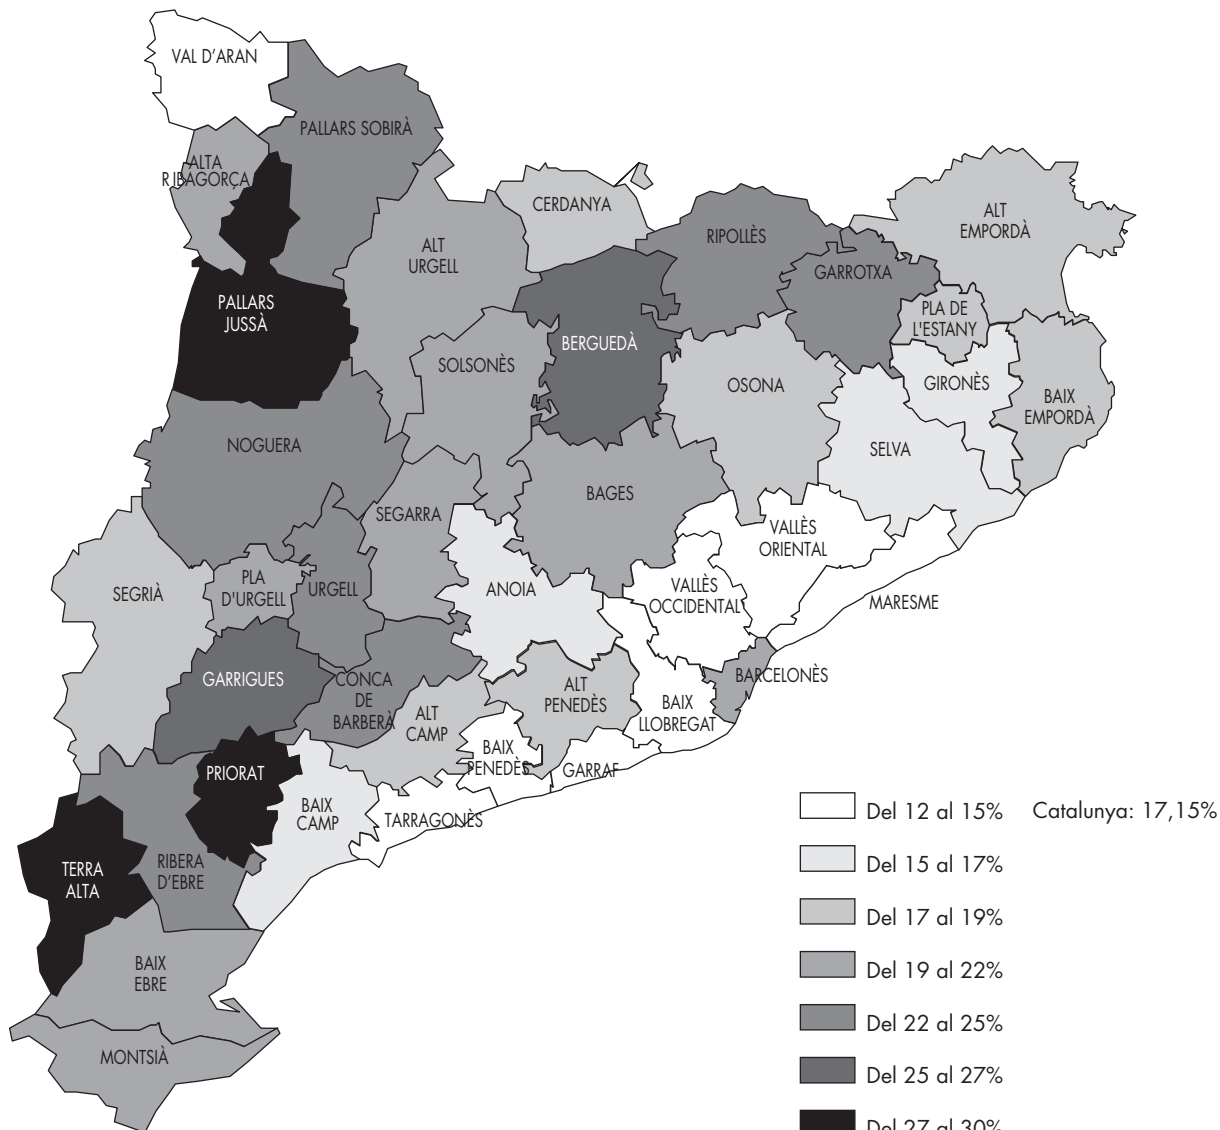 VAL D'ARAN
PALLARS SOBIRÀ
ALTA
RIBAGORÇA
CERDANYA
ALT
EMPORDÀ
RIPOLLÈS
ALT
URGELL
GARROTXA
PALLARS
JUSSÀ
PLA DE
L'ESTANY
BERGUEDÀ
SOLSONÈS
OSONA
GIRONÈS
BAIX
EMPORDÀ
NOGUERA
SELVA
BAGES
SEGARRA
VALLÈS
ORIENTAL
SEGRIÀ
PLA
D'URGELL
URGELL
ANOIA
VALLÈS
OCCIDENTAL
MARESME
GARRIGUES
CONCA
DE
BARBERÀ
ALT
PENEDÈS
BARCELONÈS
BAIX
LLOBREGAT
ALT
CAMP
BAIX
PENEDÈS
GARRAF
PRIORAT
BAIX
CAMP
TARRAGONÈS
RIBERA
D'EBRE
TERRA
ALTA
BAIX
EBRE
MONTSIÀ
Del 12 al 15% Catalunya: 17,15%
Del 15 al 17%
Del 17 al 19%
Del 19 al 22%
Del 22 al 25%
Del 25 al 27%
Del 27 al 30%